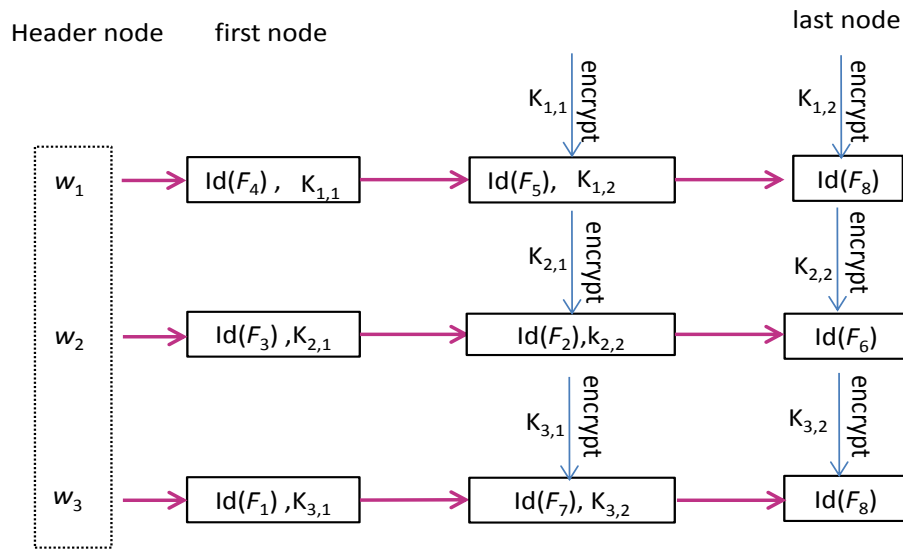 Header node first node last node
K1,1 encrypt K1,2 encrypt
w1 Id(F4) , K1,1 Id(F5), K1,2 Id(F8)
K2,1 encrypt K2,2 encrypt
w2 Id(F3) ,K2,1 Id(F2),k2,2 Id(F6)
K3,1 encrypt K3,2 encrypt
w3 Id(F1) ,K3,1 Id(F7), K3,2 Id(F8)